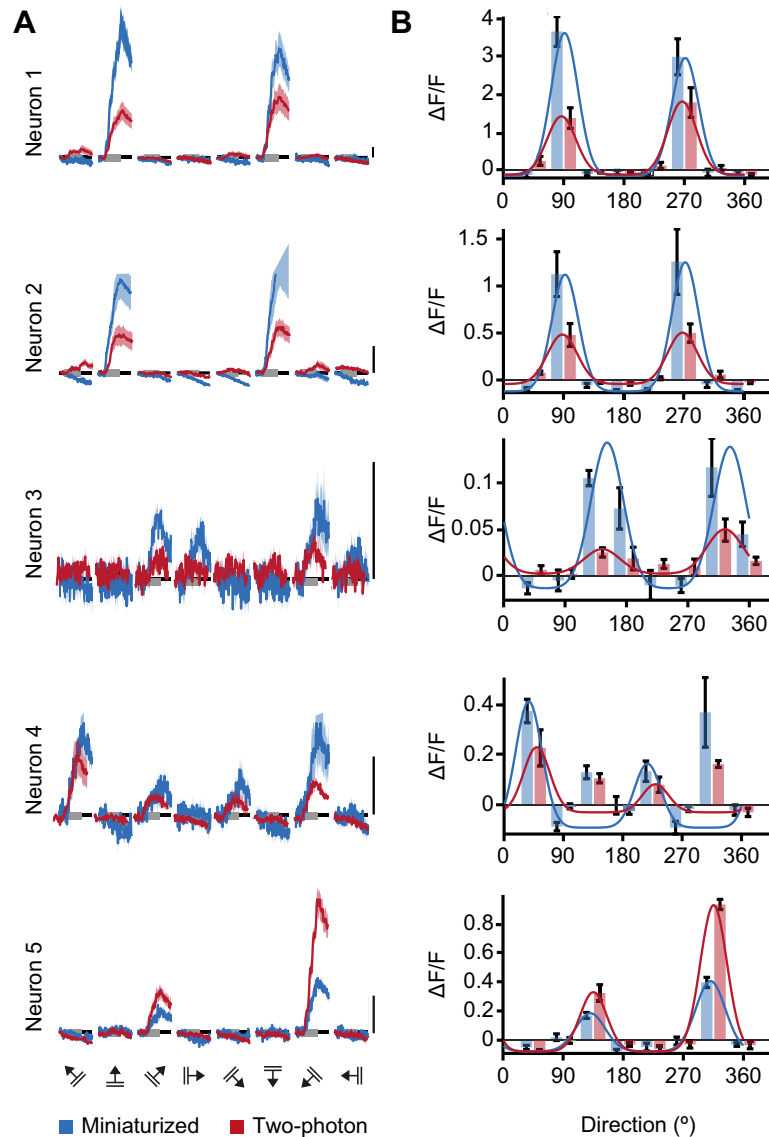 A
B
Neuron 1
ΔF/F
4
3
2
1
0
0 90 180 270 360
Neuron 2
ΔF/F
1.5
1
0.5
0
0 90 180 270 360
Neuron 3
ΔF/F
0.1
0.05
0
0 90 180 270 360
Neuron 4
ΔF/F
0.4
0.2
0
0 90 180 270 360
Neuron 5
ΔF/F
0.8
0.6
0.4
0.2
0
0 90 180 270 360
Miniaturized Two-photon
Direction (º)